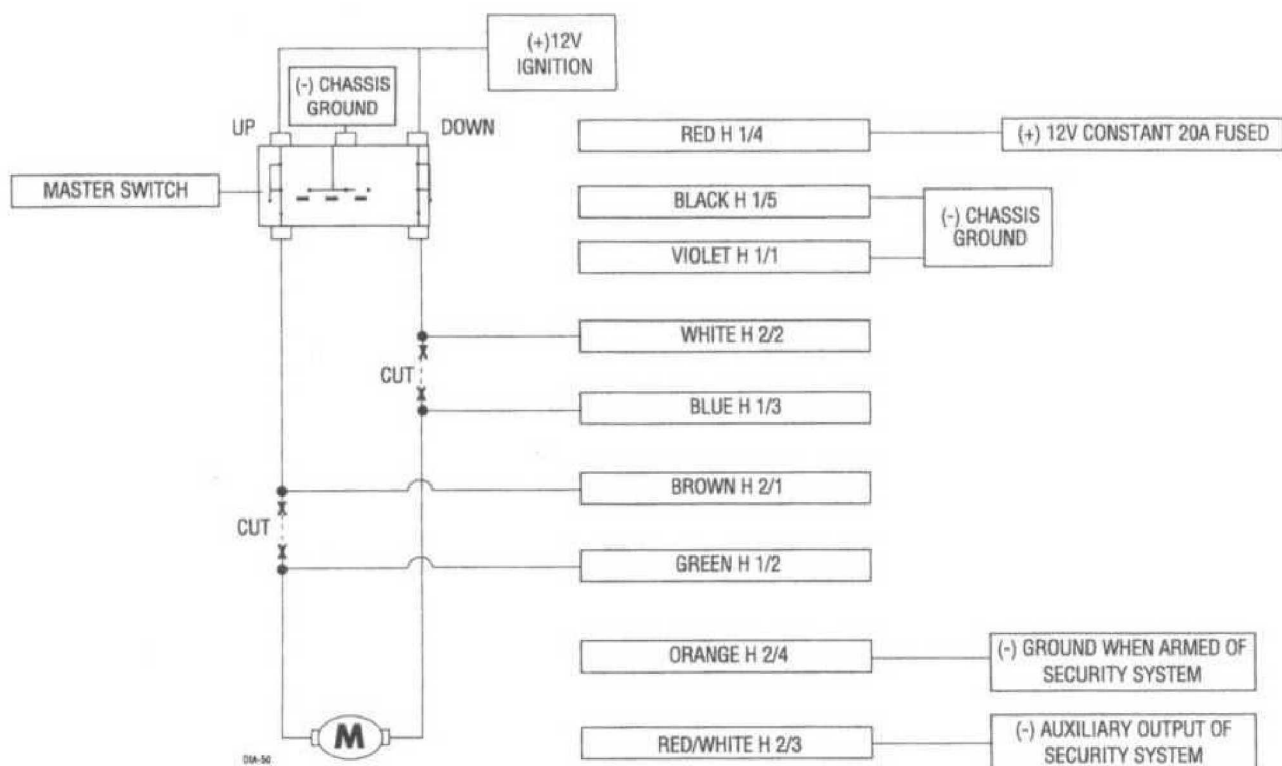 (+)12V
IGNITION
(-) CHASSIS
GROUND
UP
DOWN
MASTER SWITCH
RED H 1/4
(+) 12V CONSTANT 20A FUSED
BLACK H 1/5
(-) CHASSIS
GROUND
VIOLET H 1/1
WHITE H 2/2
CUT
BLUE H 1/3
BROWN H 2/1
CUT
GREEN H 1/2
ORANGE H 2/4
(-) GROUND WHEN ARMED OF
SECURITY SYSTEM
M
RED/WHITE H 2/3
(-) AUXILIARY OUTPUT OF
SECURITY SYSTEM
DIA-50